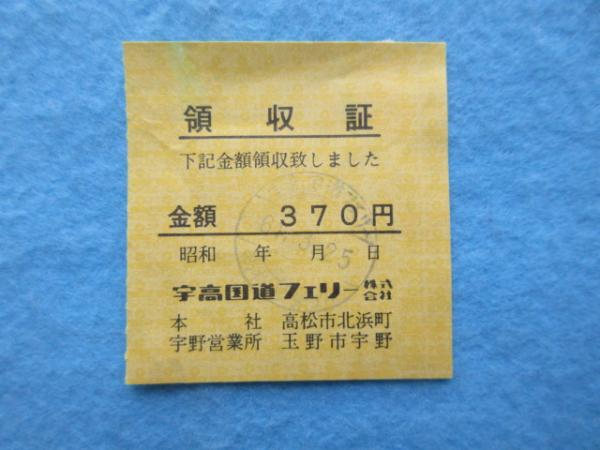 領収証
下記金額領収致しました
金額 370円
昭和 年 月 日
宇高国道フェリー株式会社
本社 高松市北浜町
宇野営業所 玉野市宇野